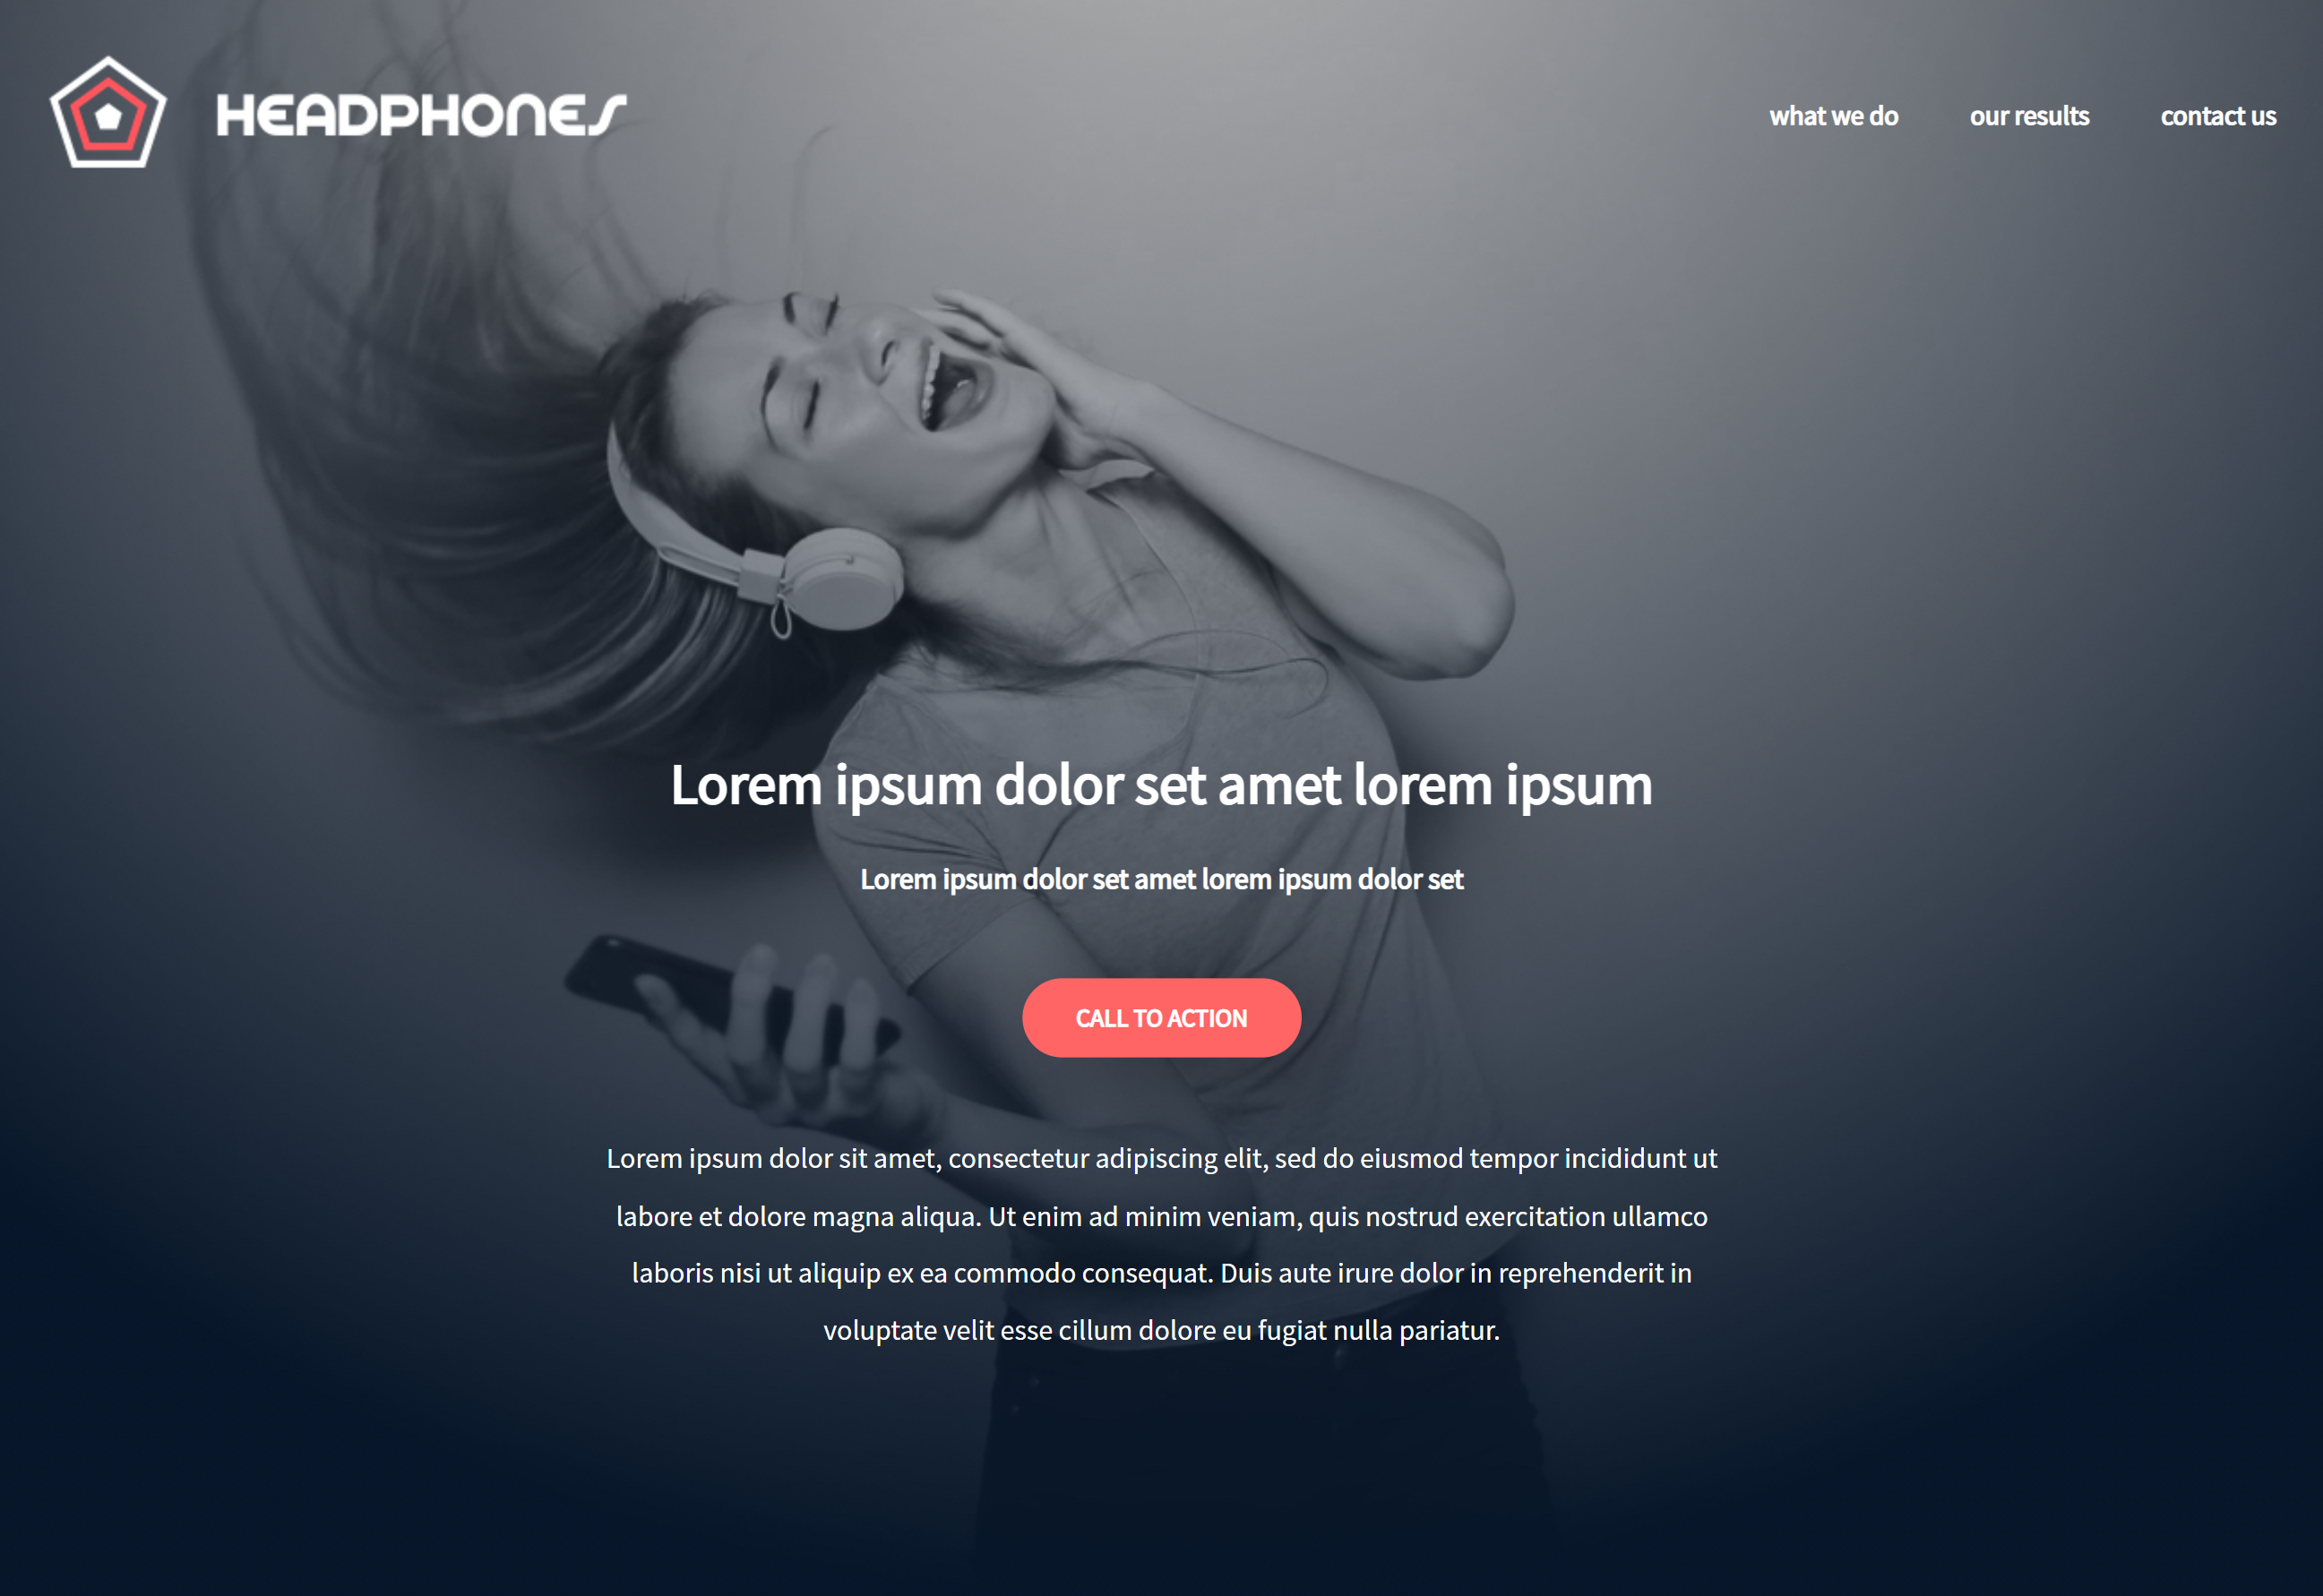 HEADPHONES
what we do
our results
contact us
Lorem ipsum dolor set amet lorem ipsum
Lorem ipsum dolor set amet lorem ipsum dolor set
CALL TO ACTION
Lorem ipsum dolor sit amet, consectetur adipiscing elit, sed do eiusmod tempor incididunt ut
labore et dolore magna aliqua. Ut enim ad minim veniam, quis nostrud exercitation ullamco
laboris nisi ut aliquip ex ea commodo consequat. Duis aute irure dolor in reprehenderit in
voluptate velit esse cillum dolore eu fugiat nulla pariatur.